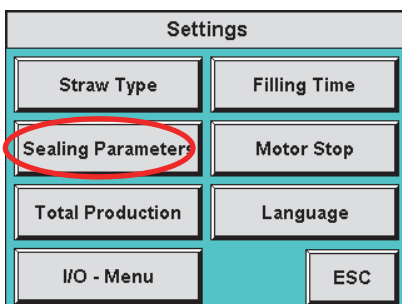 Settings
Straw Type
Filling Time
Sealing Parameters
Motor Stop
Total Production
Language
I/O - Menu
ESC